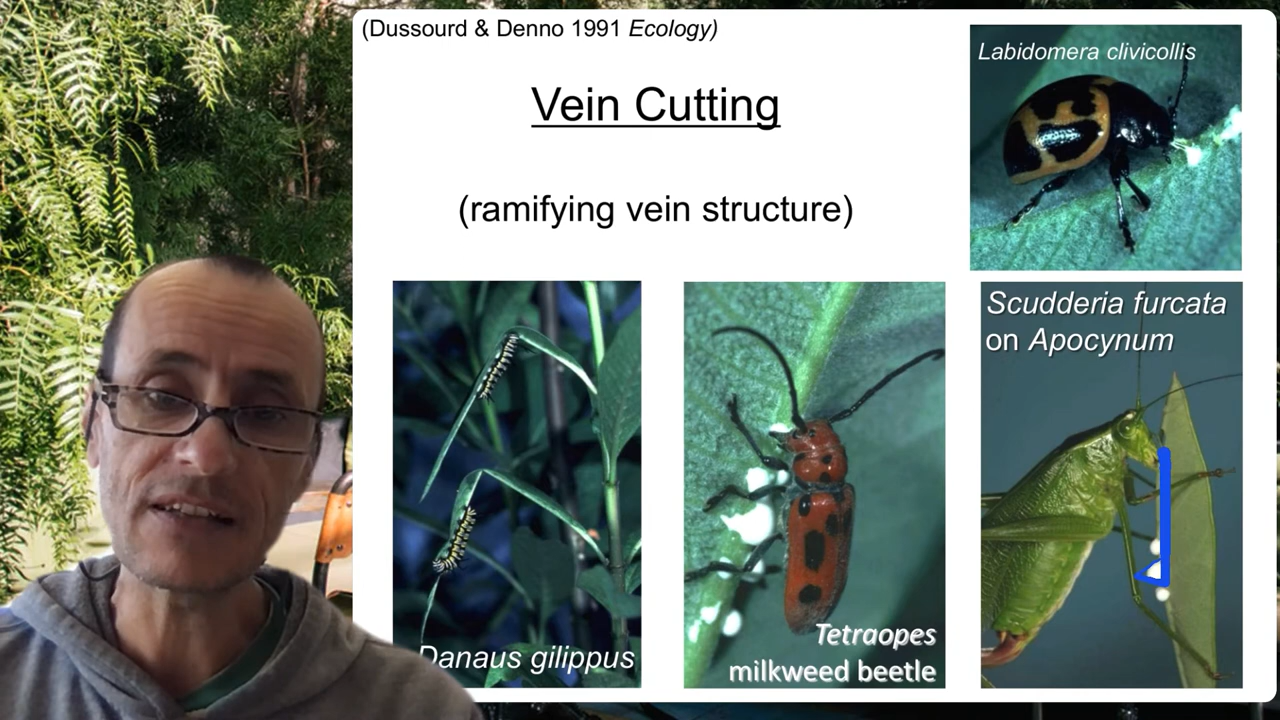 (Dussourd & Denno 1991 Ecology)
Vein Cutting
(ramifying vein structure)
Labidomera clivicollis
Scudderia furcata
on Apocynum
Danaus gilippus
Tetraopes
milkweed beetle